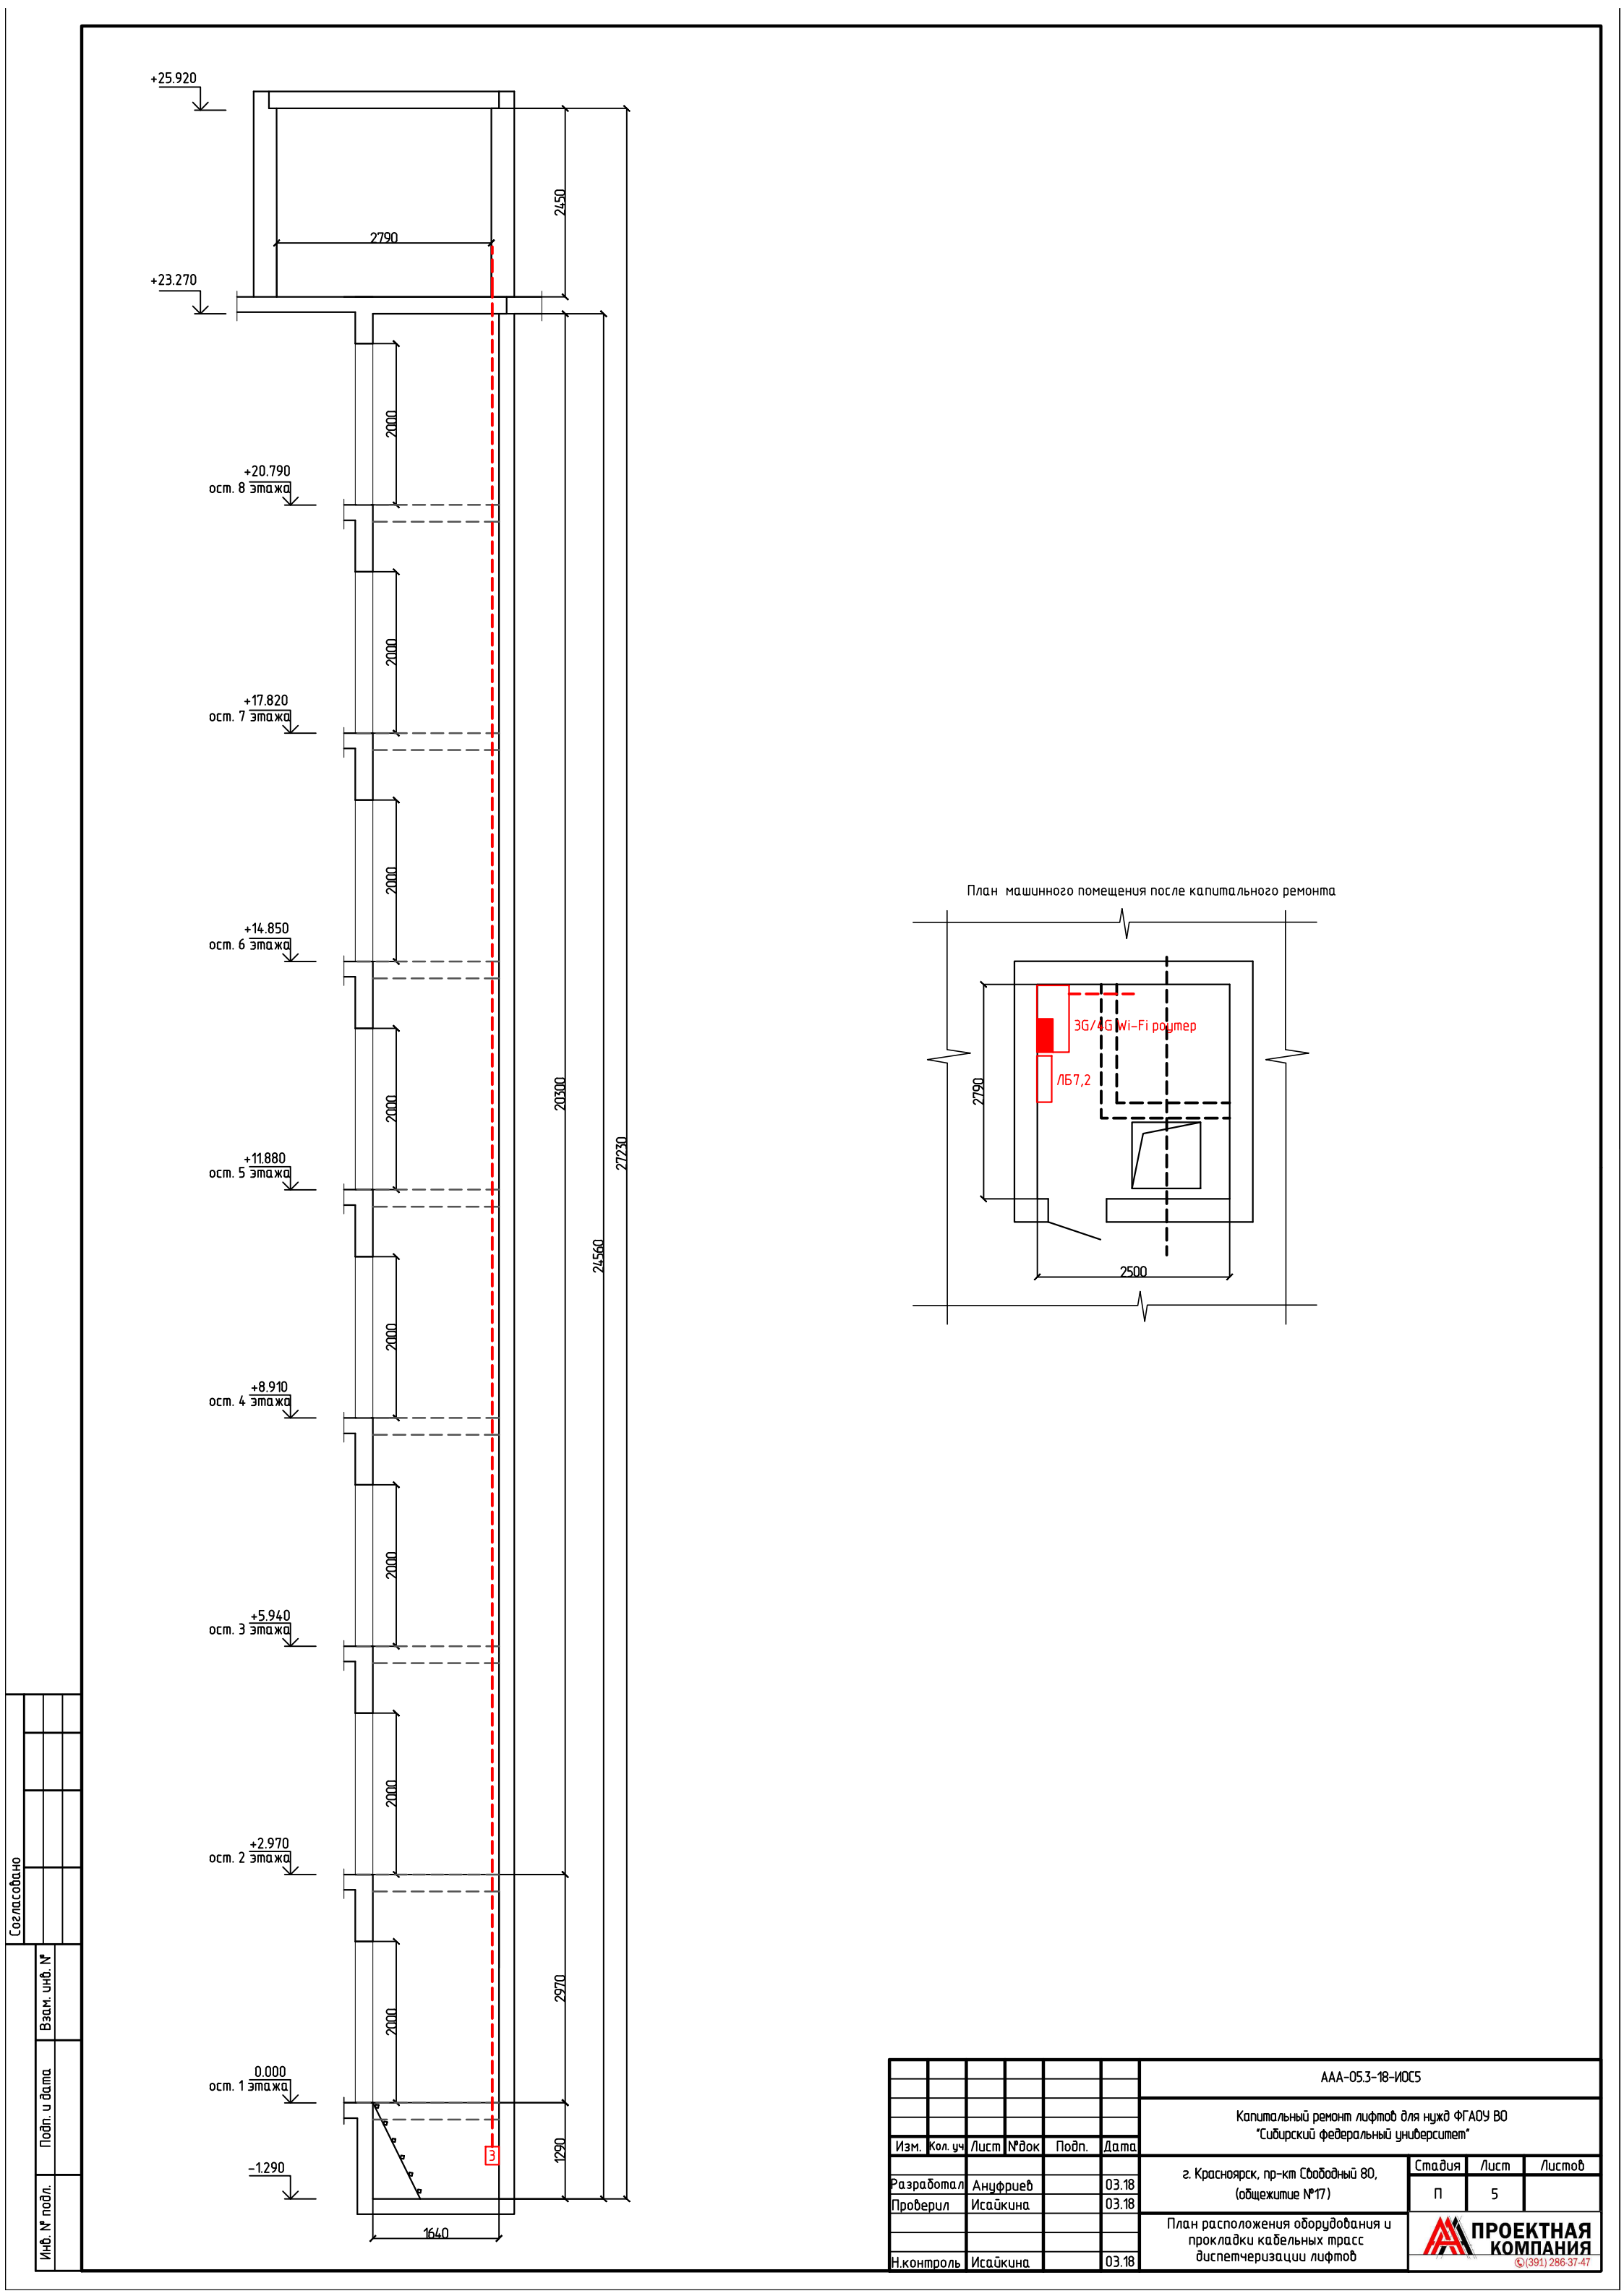 +25.920
2450
2790
+23.270
2000
+20.790
ост. 8 этажа
2000
+17.820
ост. 7 этажа
2000
+14.850
ост. 6 этажа
2000
20300
27230
+11.880
ост. 5 этажа
24560
2000
+8.910
ост. 4 этажа
2000
+5.940
ост. 3 этажа
2000
+2.970
ост. 2 этажа
2970
2000
0.000
ост. 1 этажа
1290
3
-1.290
1640
План машинного помещения после капитального ремонта
3G/4G Wi-Fi роутер
ЛБ7,2
2790
2500
Согласовано
Взам. инв. №
Подп. и дата
Инв. № подл.
ААА-05.3-18-ИОС5
Капитальный ремонт лифтов для нужд ФГАОУ ВО
"Сибирский федеральный университет"
Изм. Кол. уч Лист №док Подп. Дата
г. Красноярск, пр-кт Свободный 80,
(общежитие №17)
Стадия Лист Листов
П 5
Разработал Ануфриев 03.18
Проверил Исайкина 03.18
Н.контроль Исайкина 03.18
План расположения оборудования и
прокладки кабельных трасс
диспетчеризации лифтов
ПРОЕКТНАЯ
КОМПАНИЯ
(391) 286-37-47